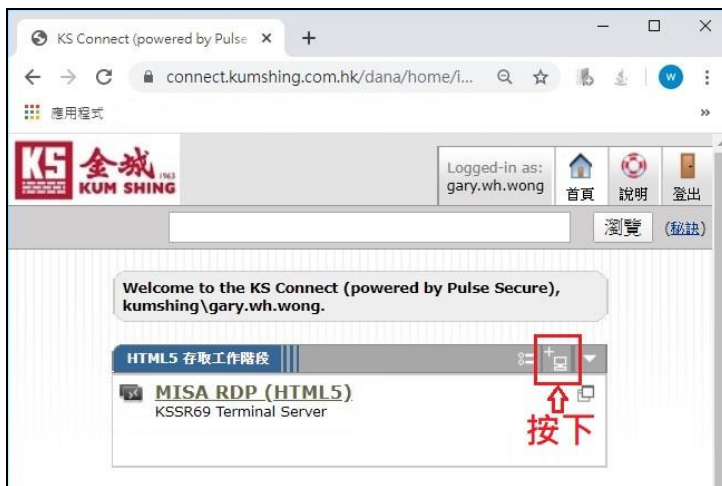 KS Connect (powered by Pulse
connect.kumshing.com.hk/dana/home/i...
W
應用程式
KS 金城 1963
KUM SHING
Logged-in as:
gary.wh.wong
首頁
說明
登出
瀏覽
(秘訣)
Welcome to the KS Connect (powered by Pulse Secure),
kumshing\gary.wh.wong.
HTML5 存取工作階段
MISA RDP (HTML5)
KSSR69 Terminal Server
按下